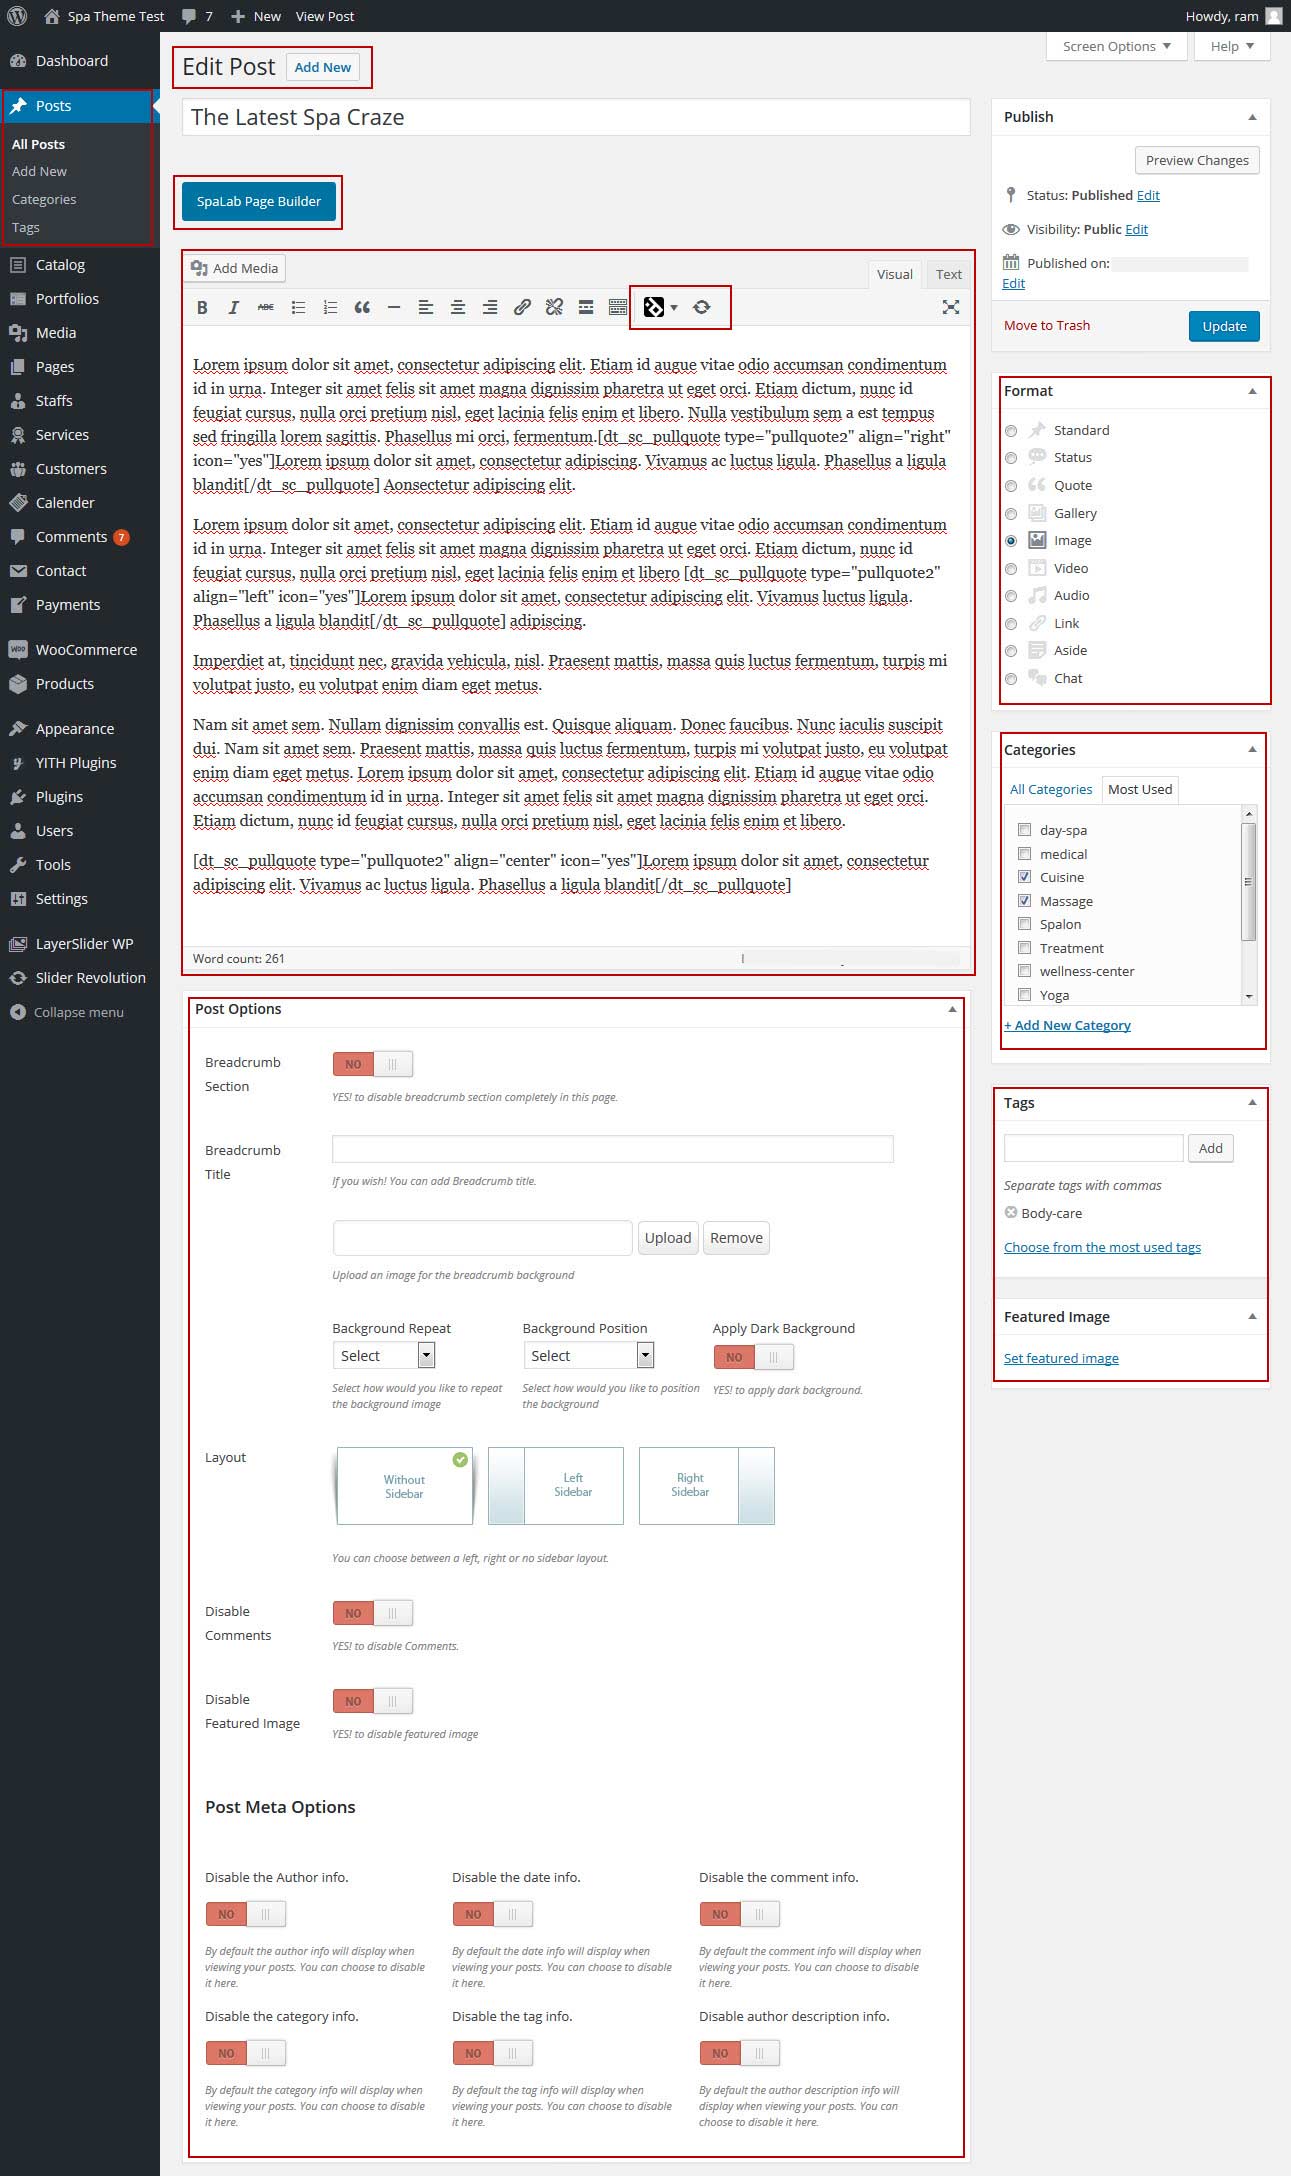 Spa Theme Test 7 New View Post Howdy, ram
Dashboard
Posts
All Posts
Add New
Categories
Tags
Catalog
Portfolios
Media
Pages
Staffs
Services
Customers
Calender
Comments 7
Contact
Payments
WooCommerce
Products
Appearance
YITH Plugins
Plugins
Users
Tools
Settings
LayerSlider WP
Slider Revolution
Collapse menu
Screen Options Help
Edit Post Add New
The Latest Spa Craze
SpaLab Page Builder
Add Media
Visual Text
B I ABC
Lorem ipsum dolor sit amet, consectetur adipiscing elit. Etiam id augue vitae odio accumsan condimentum
id in urna. Integer sit amet felis sit amet magna dignissim pharetra ut eget orci. Etiam dictum, nunc id
feugiat cursus, nulla orci pretium nisl, eget lacinia felis enim et libero. Nulla vestibulum sem a est tempus
sed fringilla lorem sagittis. Phasellus mi orci, fermentum.[dt_sc_pullquote type="pullquote2" align="right"
icon="yes"]Lorem ipsum dolor sit amet, consectetur adipiscing. Vivamus ac luctus ligula. Phasellus a ligula
blandit[/dt_sc_pullquote] Aonsectetur adipiscing elit.
Lorem ipsum dolor sit amet, consectetur adipiscing elit. Etiam id augue vitae odio accumsan condimentum
id in urna. Integer sit amet felis sit amet magna dignissim pharetra ut eget orci. Etiam dictum, nunc id
feugiat cursus, nulla orci pretium nisl, eget lacinia felis enim et libero [dt_sc_pullquote type="pullquote2"
align="left" icon="yes"]Lorem ipsum dolor sit amet, consectetur adipiscing elit. Vivamus luctus ligula.
Phasellus a ligula blandit[/dt_sc_pullquote] adipiscing.
Imperdiet at, tincidunt nec, gravida vehicula, nisl. Praesent mattis, massa quis luctus fermentum, turpis mi
volutpat justo, eu volutpat enim diam eget metus.
Nam sit amet sem. Nullam dignissim convallis est. Quisque aliquam. Donec faucibus. Nunc iaculis suscipit
dui. Nam sit amet sem. Praesent mattis, massa quis luctus fermentum, turpis mi volutpat justo, eu volutpat
enim diam eget metus. Lorem ipsum dolor sit amet, consectetur adipiscing elit. Etiam id augue vitae odio
accumsan condimentum id in urna. Integer sit amet felis sit amet magna dignissim pharetra ut eget orci.
Etiam dictum, nunc id feugiat cursus, nulla orci pretium nisl, eget lacinia felis enim et libero.
[dt_sc_pullquote type="pullquote2" align="center" icon="yes"]Lorem ipsum dolor sit amet, consectetur
adipiscing elit. Vivamus ac luctus ligula. Phasellus a ligula blandit[/dt_sc_pullquote]
Word count: 261
Post Options
Breadcrumb
Section
NO
YES! to disable breadcrumb section completely in this page.
Breadcrumb
Title
If you wish! You can add Breadcrumb title.
Upload Remove
Upload an image for the breadcrumb background
Background Repeat Background Position Apply Dark Background
Select Select NO
Select how would you like to repeat
the background image
Select how would you like to position
the background
YES! to apply dark background.
Layout
Without
Sidebar
Left
Sidebar
Right
Sidebar
You can choose between a left, right or no sidebar layout.
Disable
Comments
NO
YES! to disable Comments.
Disable
Featured Image
NO
YES! to disable featured image
Post Meta Options
Disable the Author info. Disable the date info. Disable the comment info.
NO NO NO
By default the author info will display when
viewing your posts. You can choose to disable
it here.
By default the date info will display when
viewing your posts. You can choose to disable
it here.
By default the comment info will display when
viewing your posts. You can choose to disable
it here.
Disable the category info. Disable the tag info. Disable author description info.
NO NO NO
By default the category info will display when
viewing your posts. You can choose to disable
it here.
By default the tag info will display when
viewing your posts. You can choose to disable
it here.
By default the author description info will
display when viewing your posts. You can
choose to disable it here.
Publish
Preview Changes
Status: Published Edit
Visibility: Public Edit
Published on:
Edit
Move to Trash Update
Format
Standard
Status
Quote
Gallery
Image
Video
Audio
Link
Aside
Chat
Categories
All Categories Most Used
day-spa
medical
Cuisine
Massage
Spalon
Treatment
wellness-center
Yoga
+ Add New Category
Tags
Add
Separate tags with commas
Body-care
Choose from the most used tags
Featured Image
Set featured image